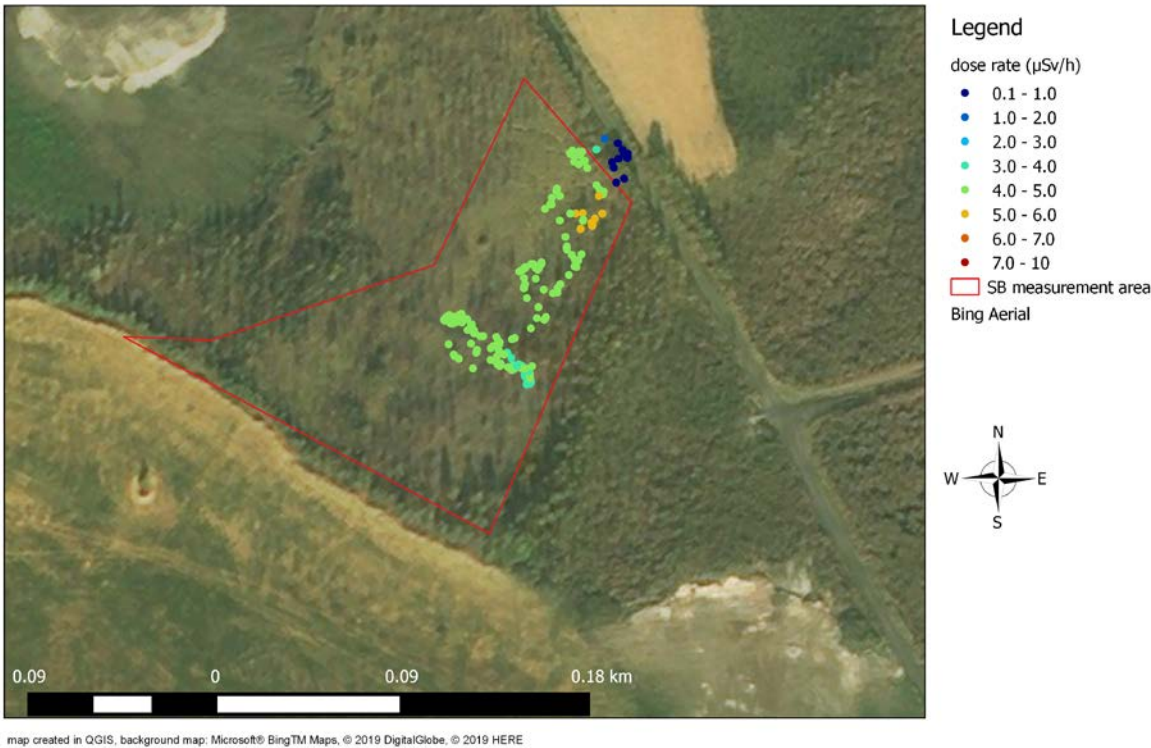 Legend
dose rate (µSv/h)
0.1 - 1.0
1.0 - 2.0
2.0 - 3.0
3.0 - 4.0
4.0 - 5.0
5.0 - 6.0
6.0 - 7.0
7.0 - 10
SB measurement area
Bing Aerial
N
W E
S
0.09 0 0.09 0.18 km
map created in QGIS, background map: Microsoft® BingTM Maps, © 2019 DigitalGlobe, © 2019 HERE